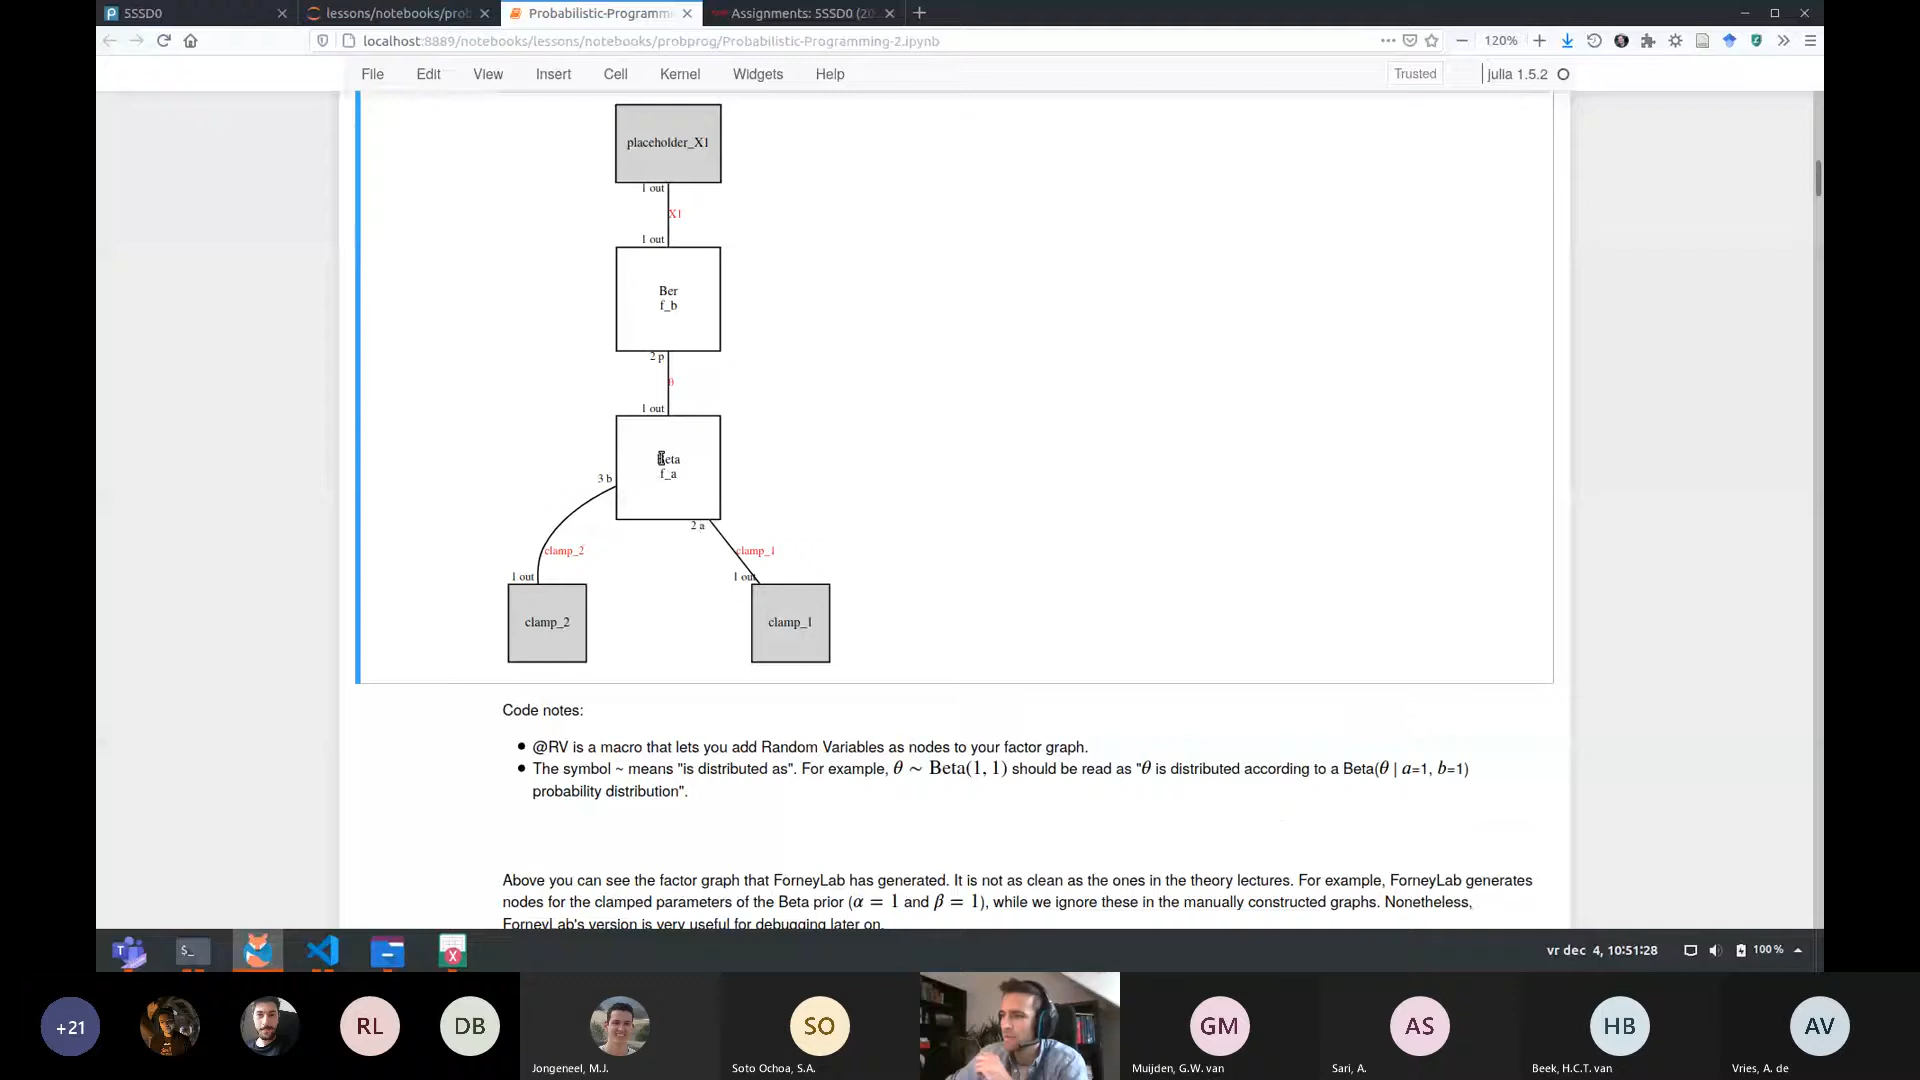 5SSD0
lessons/notebooks/prob
Probabilistic-Programmi
Assignments: 5SSD0 (20
localhost:8889/notebooks/lessons/notebooks/probprog/Probabilistic-Programming-2.ipynb
120%
File Edit View Insert Cell Kernel Widgets Help
Trusted
Julia 1.5.2
placeholder_X1
1 out
X1
1 out
Ber
f_b
2 p
θ
1 out
f_a
3 b
2 a
clamp_2
clamp_1
1 out
1 out
clamp_2
clamp_1
Code notes:
@RV is a macro that lets you add Random Variables as nodes to your factor graph.
The symbol ~ means "is distributed as". For example, θ ∼ Beta(1, 1) should be read as "θ is distributed according to a Beta(θ | a=1, b=1)
probability distribution".
Above you can see the factor graph that ForneyLab has generated. It is not as clean as the ones in the theory lectures. For example, ForneyLab generates
nodes for the clamped parameters of the Beta prior (α = 1 and β = 1), while we ignore these in the manually constructed graphs. Nonetheless,
ForneyLab's version is very useful for debugging later on.
vr dec 4, 10:51:28
100 %
+21
RL
DB
SO
GM
AS
HB
AV
Jongeneel, M.J.
Soto Ochoa, S.A.
Muijden, G.W. van
Sari, A.
Beek, H.C.T. van
Vries, A. de